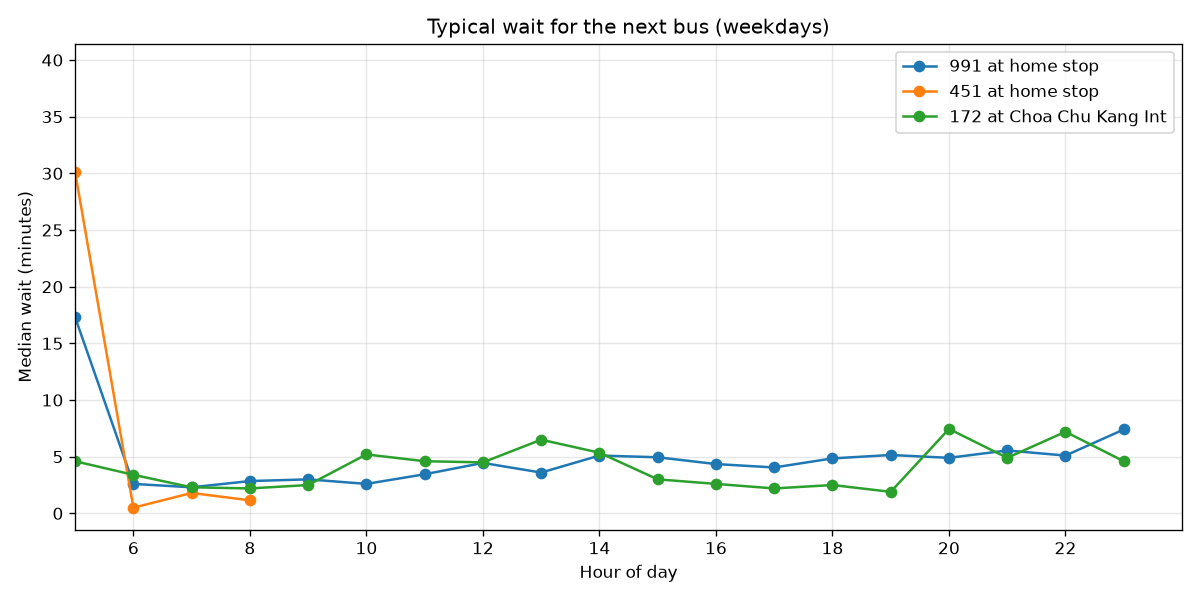 Typical wait for the next bus (weekdays)
991 at home stop
451 at home stop
172 at Choa Chu Kang Int
Median wait (minutes)
40
35
30
25
20
15
10
5
0
6 8 10 12 14 16 18 20 22
Hour of day